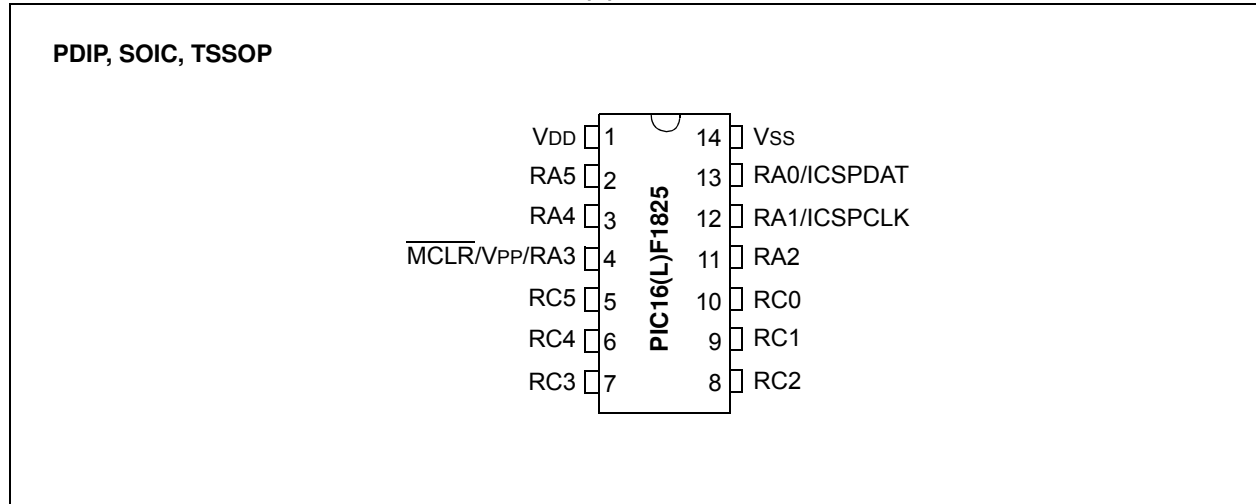 PDIP, SOIC, TSSOP
VDD 1 14 VSS
RA5 2 13 RA0/ICSPDAT
RA4 3 12 RA1/ICSPCLK
MCLR/VPP/RA3 4 11 RA2
RC5 5 10 RC0
RC4 6 9 RC1
RC3 7 8 RC2
PIC16(L)F1825